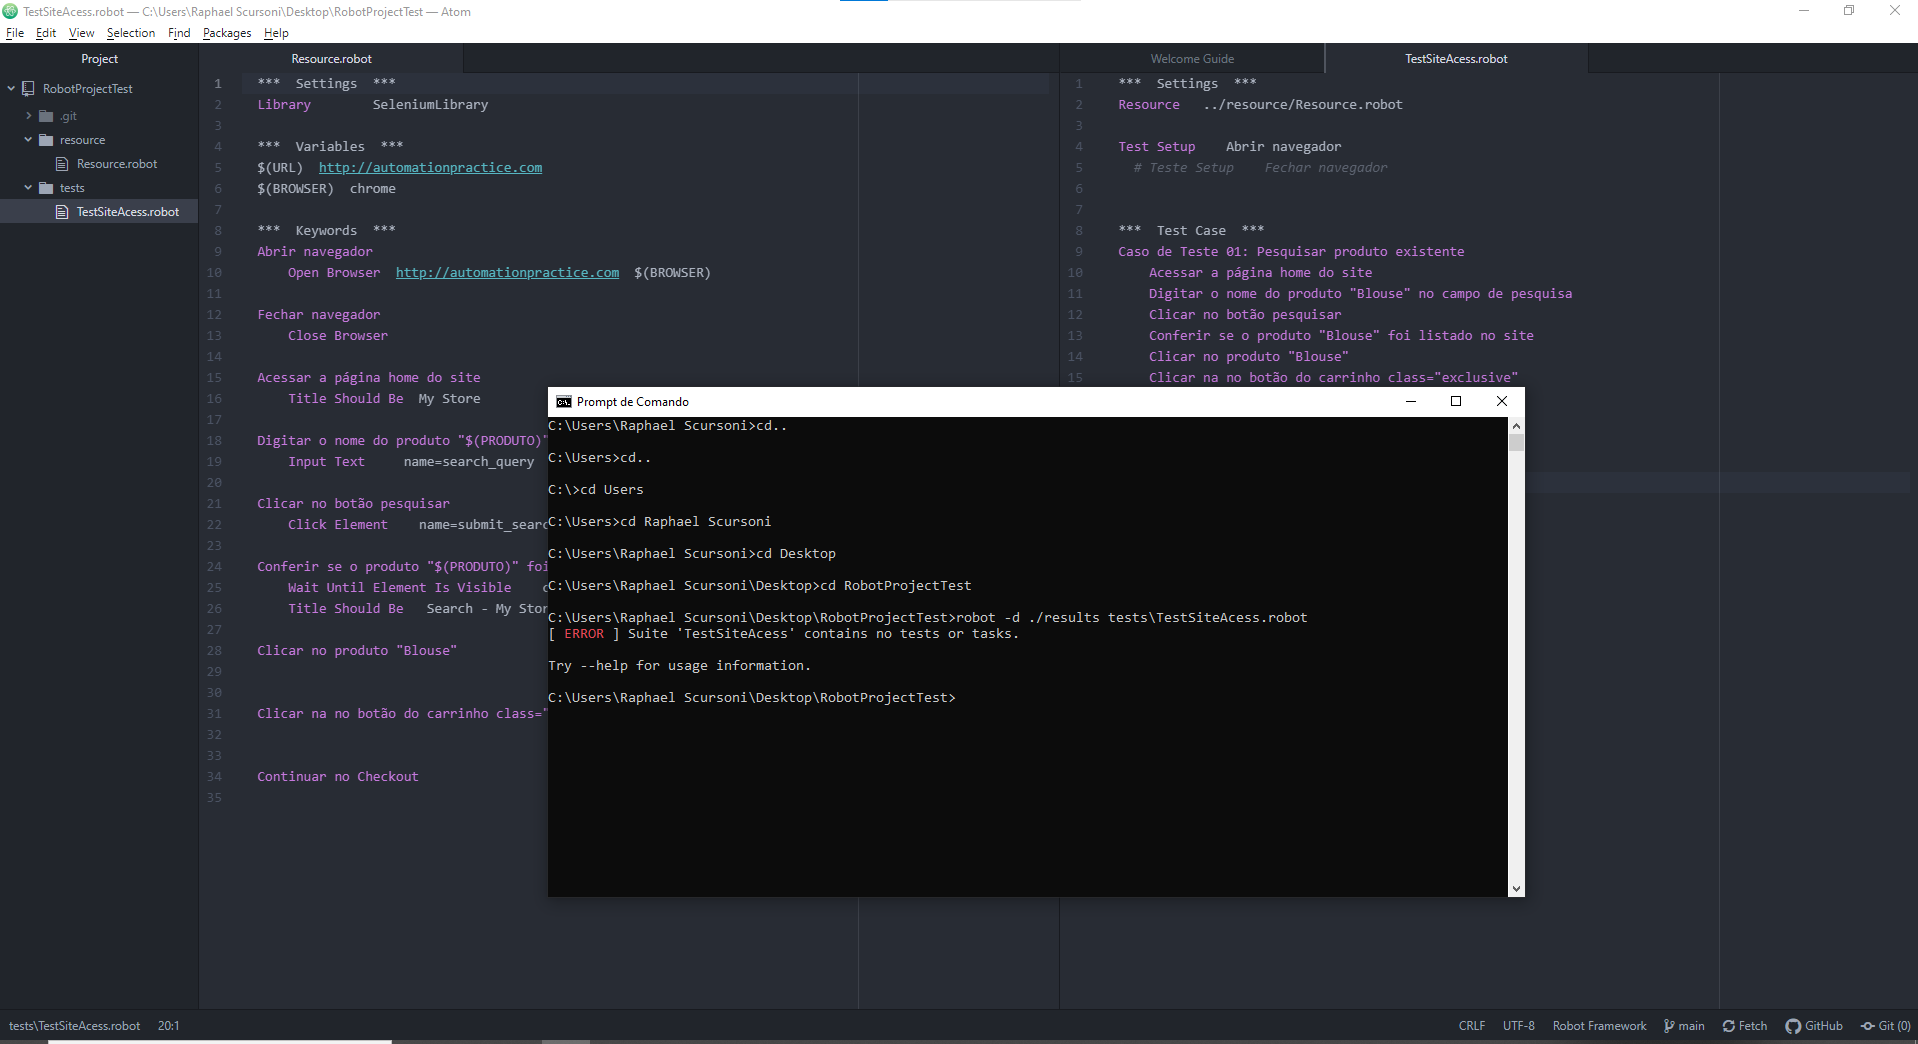 TestSiteAcess.robot — C:\Users\Raphael Scursoni\Desktop\RobotProjectTest — Atom
File Edit View Selection Find Packages Help
Project
RobotProjectTest
.git
resource
Resource.robot
tests
TestSiteAcess.robot
Resource.robot
1 *** Settings ***
2 Library SeleniumLibrary
3
4 *** Variables ***
5 $(URL) http://automationpractice.com
6 $(BROWSER) chrome
7
8 *** Keywords ***
9 Abrir navegador
10 Open Browser http://automationpractice.com $(BROWSER)
11
12 Fechar navegador
13 Close Browser
14
15 Acessar a página home do site
16 Title Should Be My Store
17
18 Digitar o nome do produto "$(PRODUTO)"
19 Input Text name=search_query
20
21 Clicar no botão pesquisar
22 Click Element name=submit_searc
23
24 Conferir se o produto "$(PRODUTO)" foi
25 Wait Until Element Is Visible
26 Title Should Be Search - My Stor
27
28 Clicar no produto "Blouse"
29
30
31 Clicar na no botão do carrinho class="
32
33
34 Continuar no Checkout
35
Welcome Guide TestSiteAcess.robot
1 *** Settings ***
2 Resource ../resource/Resource.robot
3
4 Test Setup Abrir navegador
5 # Teste Setup Fechar navegador
6
7
8 *** Test Case ***
9 Caso de Teste 01: Pesquisar produto existente
10 Acessar a página home do site
11 Digitar o nome do produto "Blouse" no campo de pesquisa
12 Clicar no botão pesquisar
13 Conferir se o produto "Blouse" foi listado no site
14 Clicar no produto "Blouse"
15 Clicar na no botão do carrinho class="exclusive"
Prompt de Comando
C:\Users\Raphael Scursoni>cd..
C:\Users>cd..
C:\>cd Users
C:\Users>cd Raphael Scursoni
C:\Users\Raphael Scursoni>cd Desktop
C:\Users\Raphael Scursoni\Desktop>cd RobotProjectTest
C:\Users\Raphael Scursoni\Desktop\RobotProjectTest>robot -d ./results tests\TestSiteAcess.robot
[ ERROR ] Suite 'TestSiteAcess' contains no tests or tasks.
Try --help for usage information.
C:\Users\Raphael Scursoni\Desktop\RobotProjectTest>
tests\TestSiteAcess.robot 20:1 CRLF UTF-8 Robot Framework main Fetch GitHub Git (0)